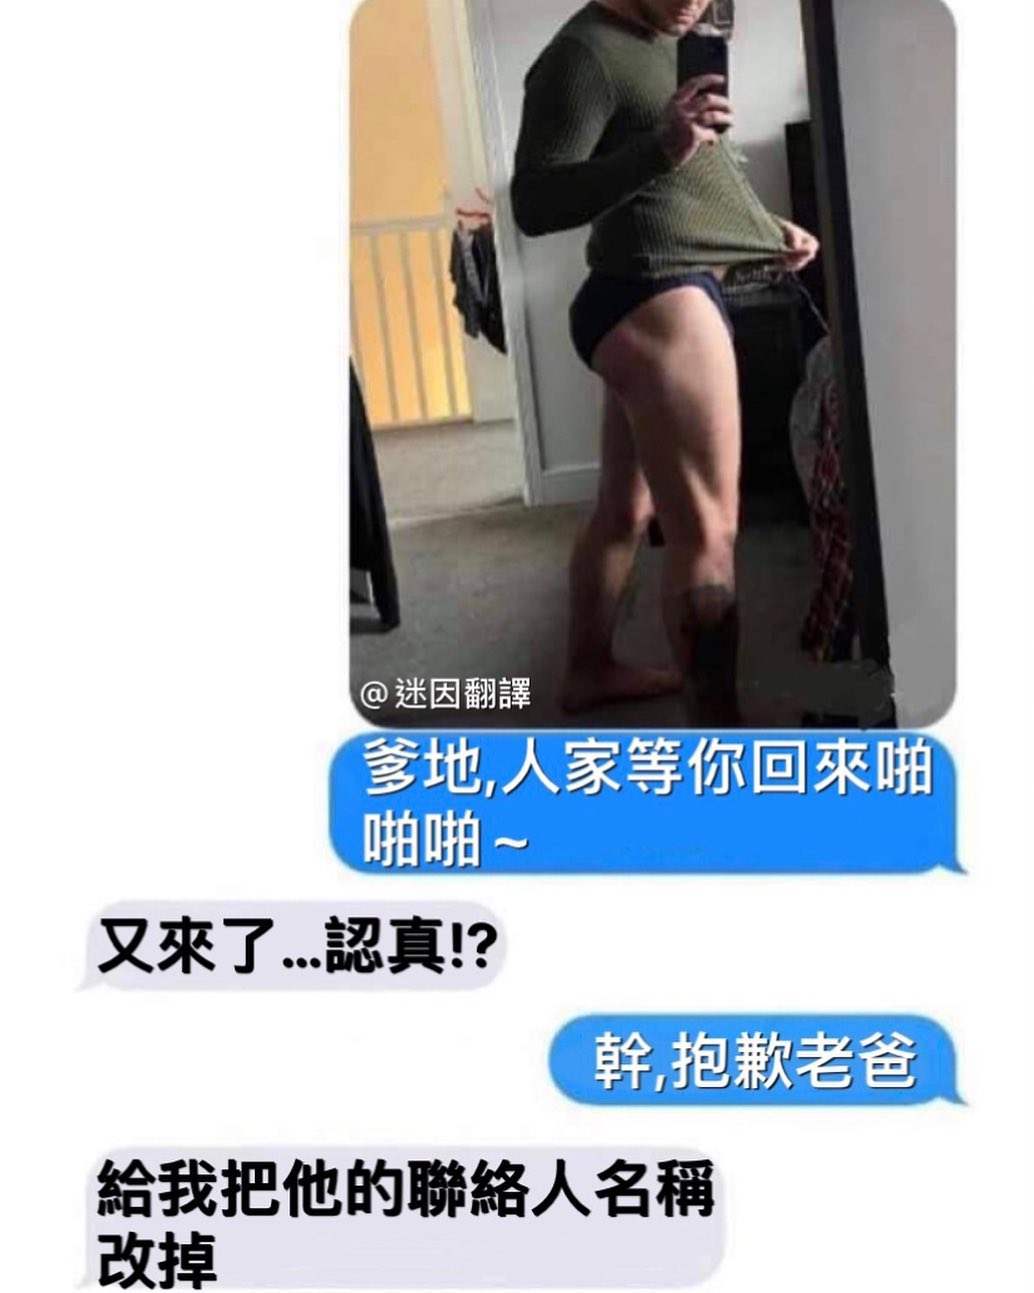 @迷因翻譯
爹地,人家等你回來啪
啪啪~
又來了...認真!?
幹,抱歉老爸
給我把他的聯絡人名稱
改掉